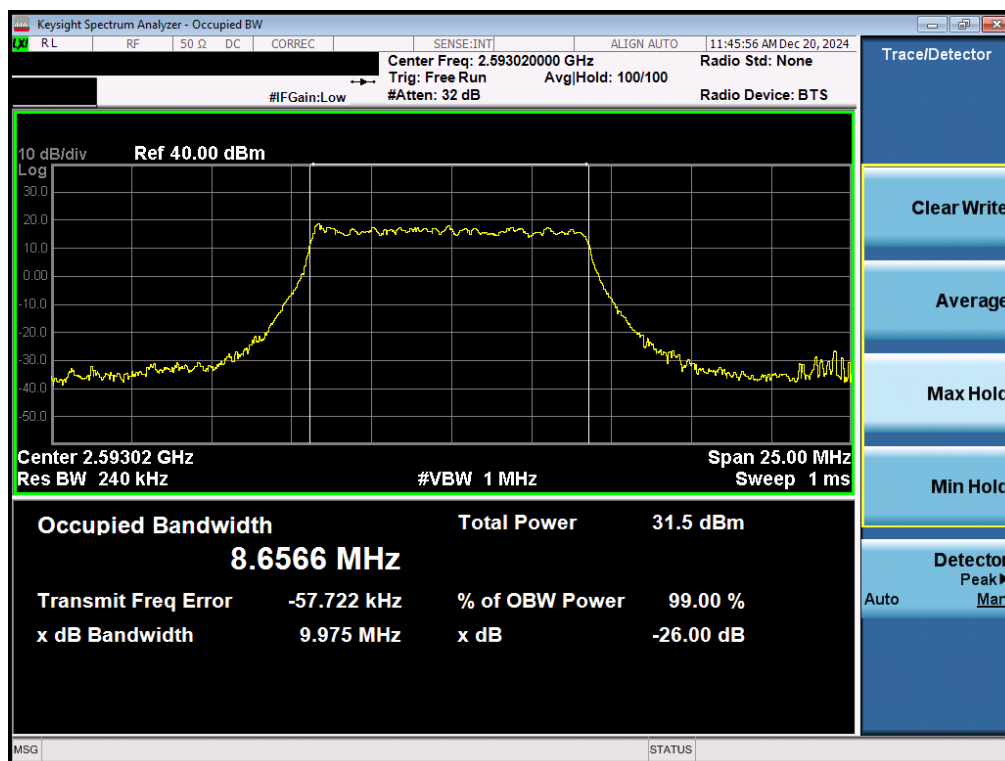 Keysight Spectrum Analyzer - Occupied BW
LXI RL RF 50 Ω DC CORREC SENSE:INT ALIGN AUTO 11:45:56 AM Dec 20, 2024
Center Freq: 2.593020000 GHz Radio Std: None
Trig: Free Run Avg|Hold: 100/100
#IFGain:Low #Atten: 32 dB Radio Device: BTS
10 dB/div Ref 40.00 dBm
Log
30.0
20.0
10.0
0.00
-10.0
-20.0
-30.0
-40.0
-50.0
Center 2.59302 GHz Span 25.00 MHz
Res BW 240 kHz #VBW 1 MHz Sweep 1 ms
Occupied Bandwidth Total Power 31.5 dBm
8.6566 MHz
Transmit Freq Error -57.722 kHz % of OBW Power 99.00 %
x dB Bandwidth 9.975 MHz x dB -26.00 dB
MSG STATUS
Trace/Detector
Clear Write
Average
Max Hold
Min Hold
Detector
Peak▶
Auto Man